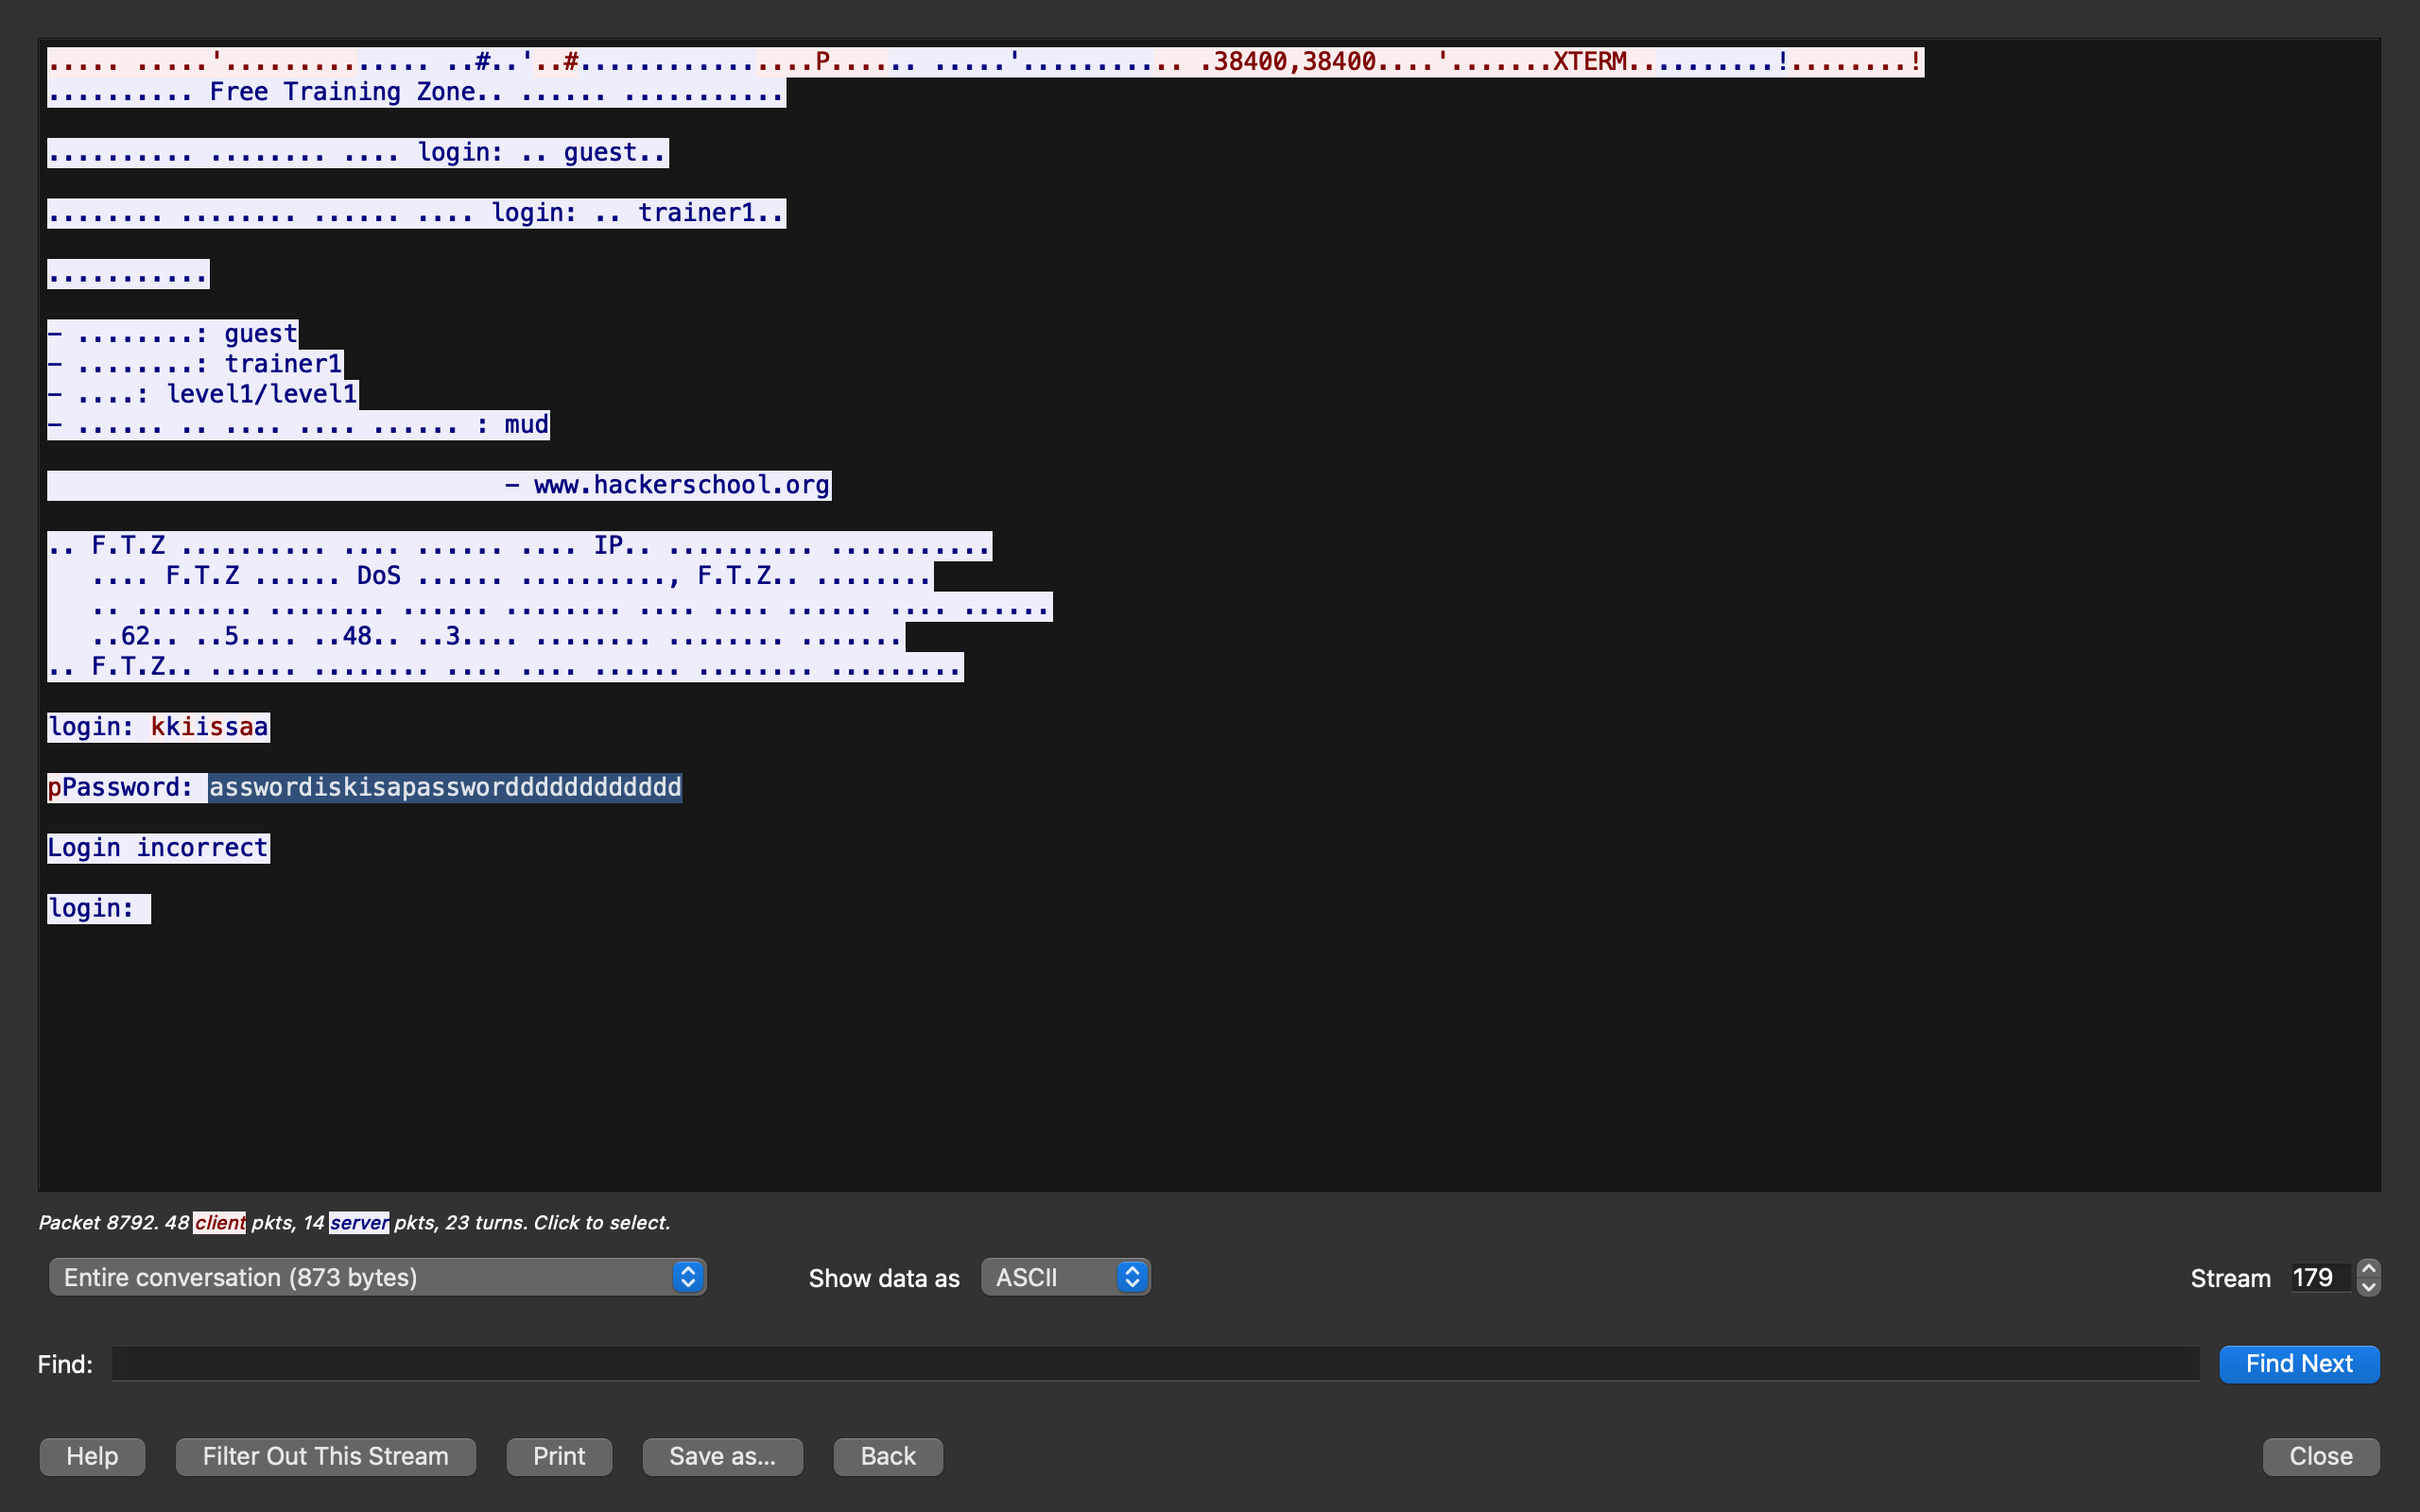 ..... .....'.............. ..#..'..#................P...... .....'........... .38400,38400....'.......XTERM..........!........!
.......... Free Training Zone.. ...... ...........
.......... ........ .... login: .. guest..
........ ........ ...... .... login: .. trainer1..
...........
– ........: guest
– ........: trainer1
– ....: level1/level1
– ...... .. .... .... ...... : mud
– www.hackerschool.org
.. F.T.Z .......... .... ...... .... IP.. .......... ...........
.... F.T.Z ...... DoS ...... .........., F.T.Z.. ........
.. ........ ........ ...... ........ .... .... ...... .... ......
..62.. ..5.... ..48.. ..3.... ........ ........ .......
.. F.T.Z.. ...... ........ .... .... ...... ........ .........
login: kkiissaa
pPassword: asswordiskisapassworddddddddddddd
Login incorrect
login:
Packet 8792. 48 client pkts, 14 server pkts, 23 turns. Click to select.
Entire conversation (873 bytes) Show data as ASCII Stream 179
Find: Find Next
Help Filter Out This Stream Print Save as... Back Close